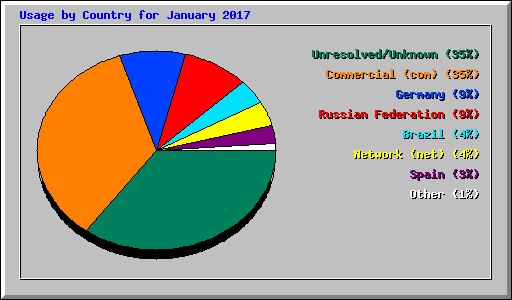 Usage by Country for January 2017
Unresolved/Unknown (35%)
Commercial (com) (35%)
Germany (9%)
Russian Federation (9%)
Brazil (4%)
Network (net) (4%)
Spain (3%)
Other (1%)